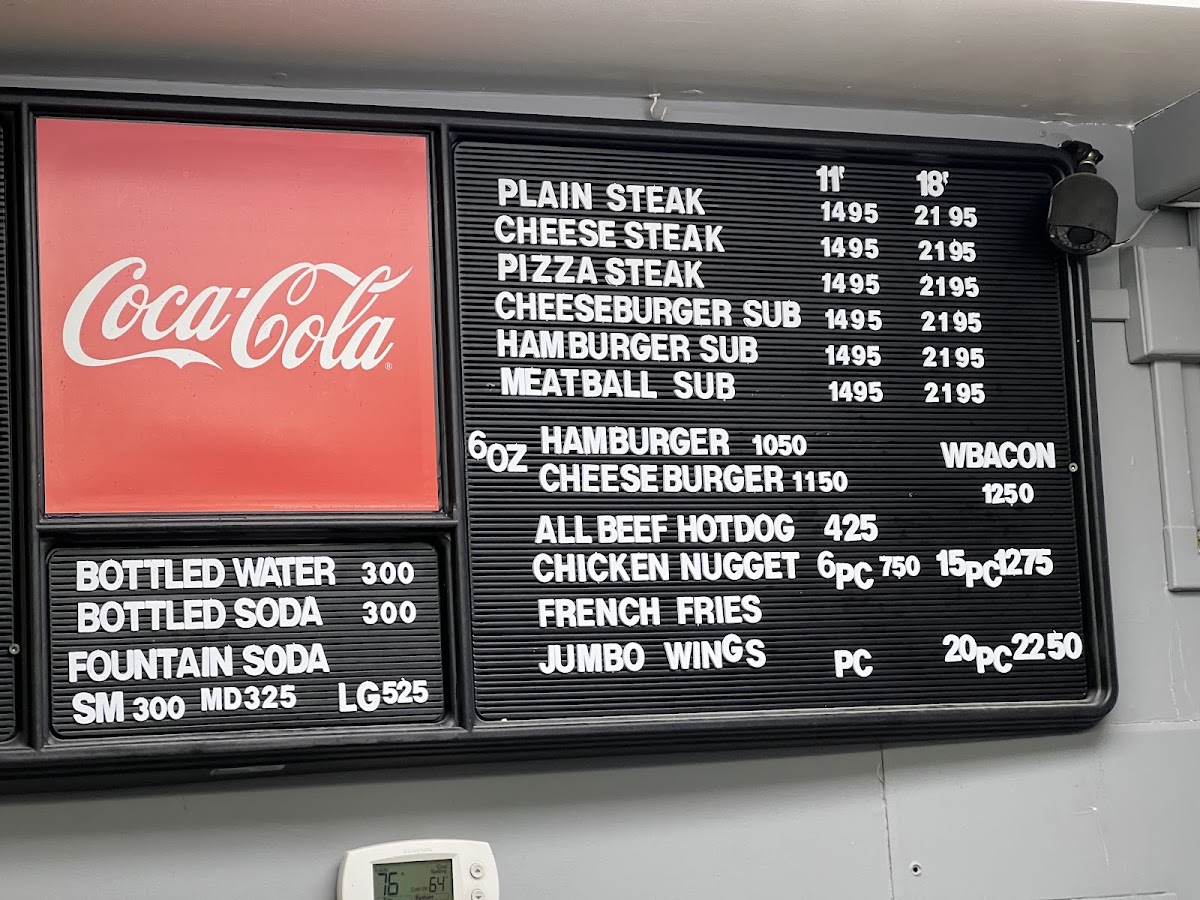 Coca-Cola
11' 18'
PLAIN STEAK 1495 2195
CHEESE STEAK 1495 2195
PIZZA STEAK 1495 2195
CHEESEBURGER SUB 1495 2195
HAMBURGER SUB 1495 2195
MEATBALL SUB 1495 2195
6OZ HAMBURGER 1050 WBACON
CHEESEBURGER 1150 1250
ALL BEEF HOTDOG 425
CHICKEN NUGGET 6PC 750 15PC 1275
FRENCH FRIES
JUMBO WINGS PC 20PC 2250
BOTTLED WATER 300
BOTTLED SODA 300
FOUNTAIN SODA
SM 300 MD 325 LG 525
76 64